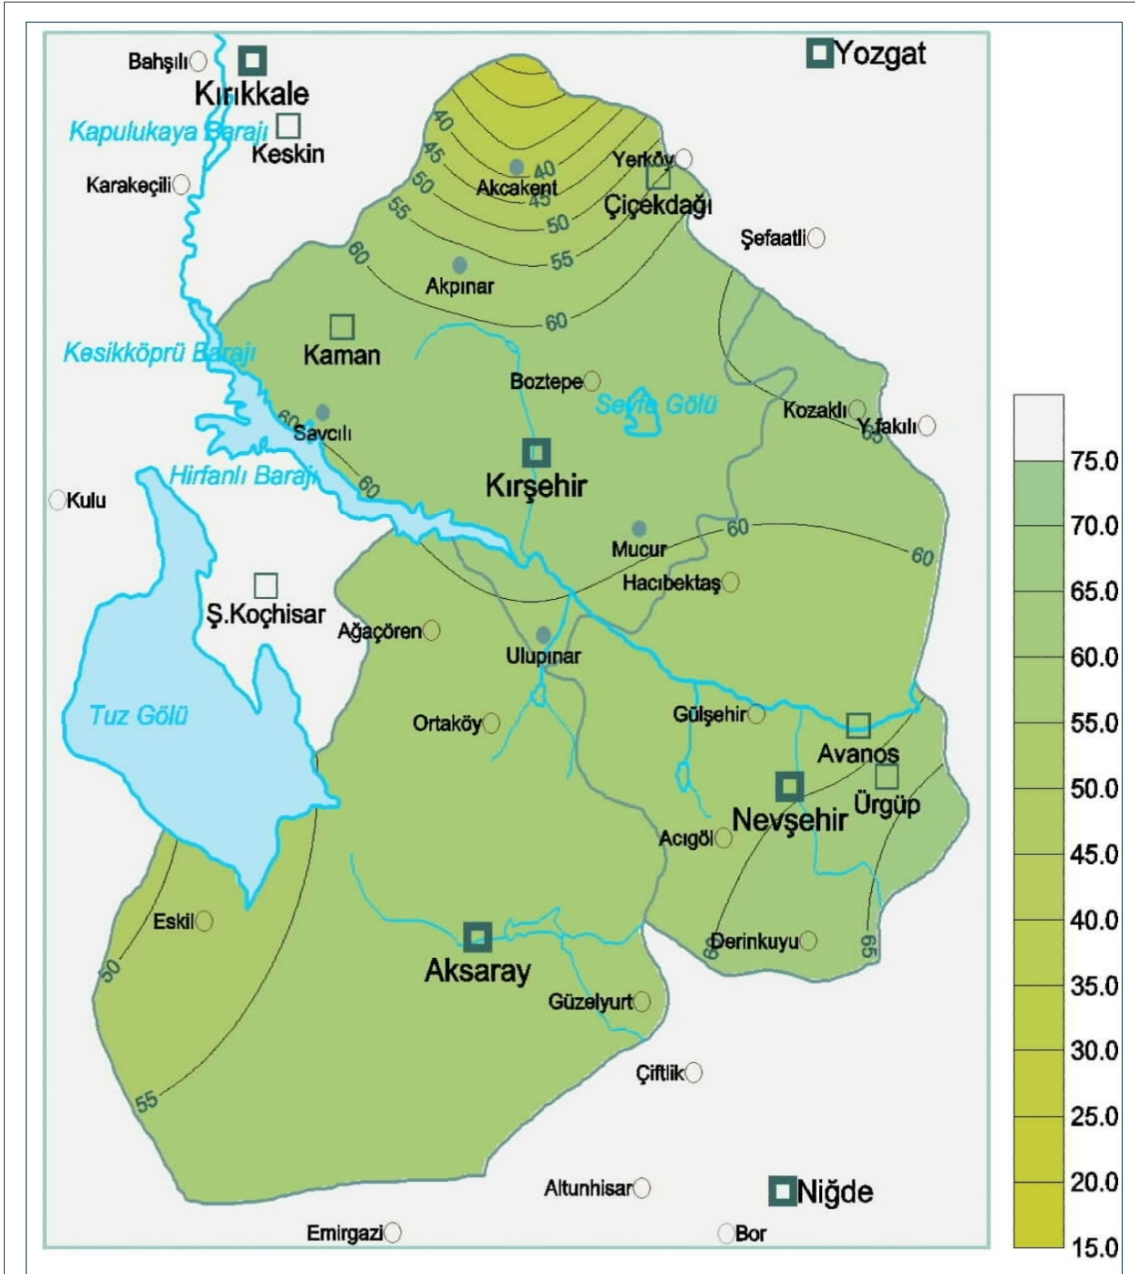 Bahşılı
Kırıkkale
Yozgat
Kapulukaya Barajı
Keskin
Karakeçili
40
45
50
55
60
Akcakent
40
45
50
55
60
Yerköy
Çiçekdağı
Şefaatli
Akpınar
Kesikköprü Barajı
Kaman
Boztepe
Seyfe Gölü
Kozaklı
Y.fakılı
65
60
Savcılı
Hirfanlı Barajı
60
Kırşehir
Kulu
Mucur
60
60
Hacıbektaş
Ş.Koçhisar
Ağaçören
Ulupınar
Tuz Gölü
Ortaköy
Gülşehir
Avanos
Ürgüp
Nevşehir
Acıgöl
Eskil
50
Derinkuyu
60
65
Aksaray
Güzelyurt
Çiftlik
55
Altunhisar
Niğde
Emirgazi
Bor
75.0
70.0
65.0
60.0
55.0
50.0
45.0
40.0
35.0
30.0
25.0
20.0
15.0